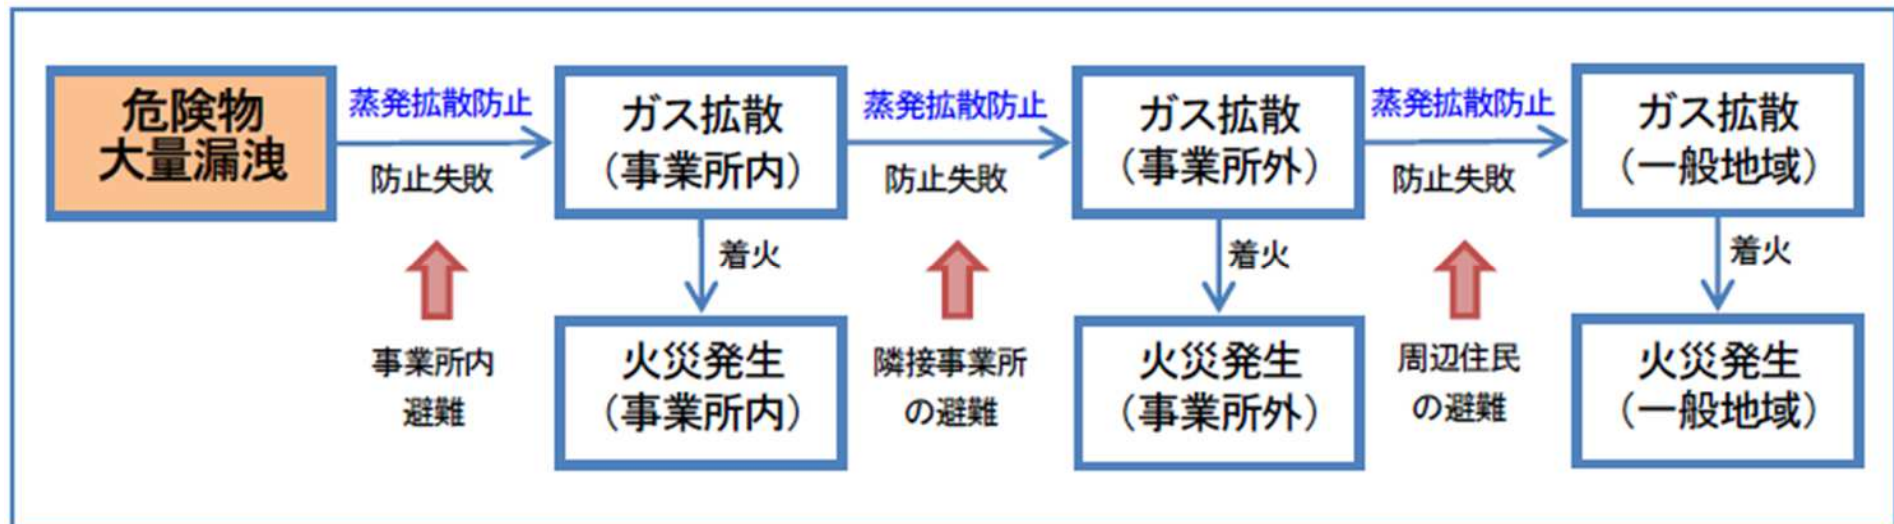 危険物
大量漏洩
蒸発拡散防止
防止失敗
ガス拡散
（事業所内）
蒸発拡散防止
防止失敗
ガス拡散
（事業所外）
蒸発拡散防止
防止失敗
ガス拡散
（一般地域）
着火
着火
着火
事業所内
避難
火災発生
（事業所内）
隣接事業所
の避難
火災発生
（事業所外）
周辺住民
の避難
火災発生
（一般地域）